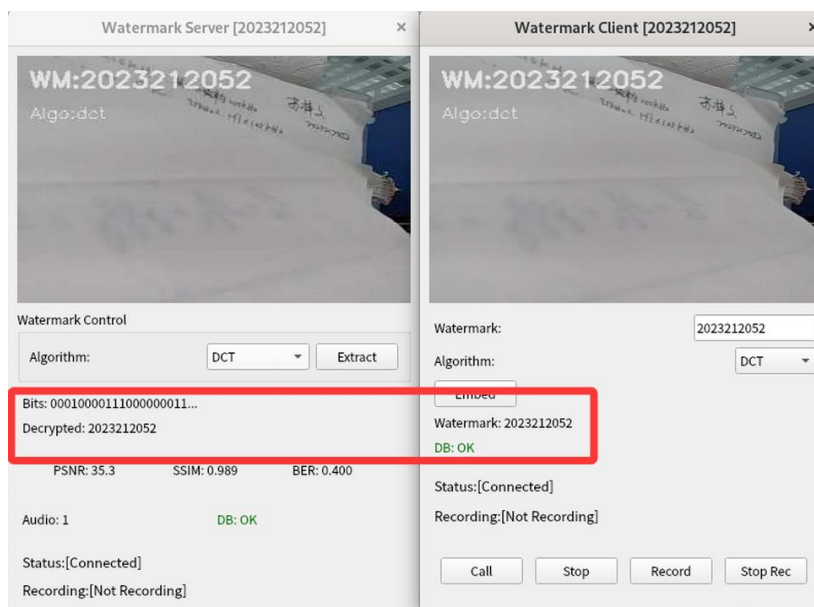 Watermark Server [2023212052]
×
WM:2023212052
Algo:dct
Watermark Control
Algorithm:
DCT
Extract
Bits: 00010000111000000011...
Decrypted: 2023212052
PSNR: 35.3
SSIM: 0.989
BER: 0.400
Audio: 1
DB: OK
Status:[Connected]
Recording:[Not Recording]
Watermark Client [2023212052]
WM:2023212052
Algo:dct
Watermark:
2023212052
Algorithm:
DCT
Embed
Watermark: 2023212052
DB: OK
Status:[Connected]
Recording:[Not Recording]
Call
Stop
Record
Stop Rec